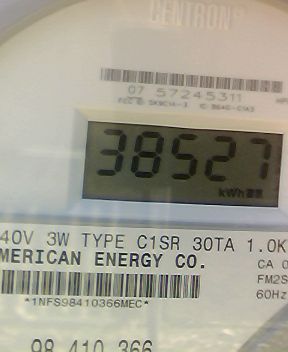 CENTRON®
07 57245311
38527
kWh
40V 3W TYPE C1SR 30TA 1.0K
MERICAN ENERGY CO.
CA 0
FM2S
60Hz
*1NFS98410366MEC*
98 410 366